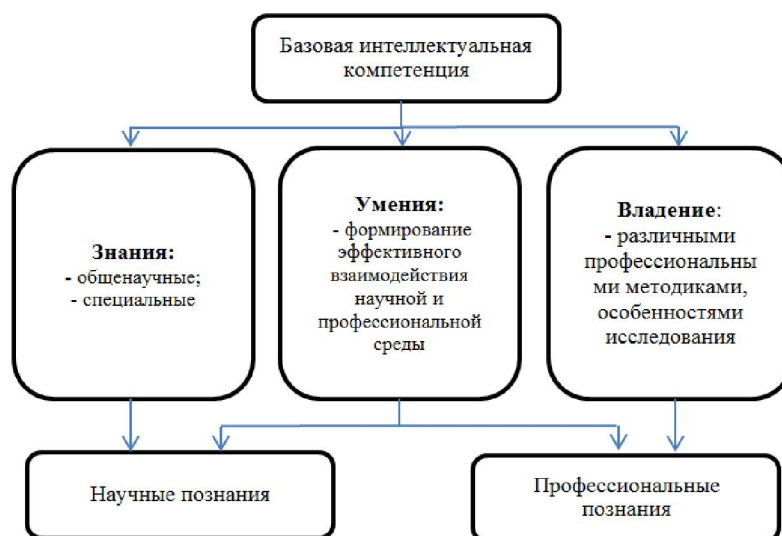 Базовая интеллектуальная
компетенция
Знания:
- общенаучные;
- специальные
Умения:
- формирование
эффективного
взаимодействия
научной и
профессиональной
среды
Владение:
- различными
профессиональны
ми методиками,
особенностями
исследования
Научные познания
Профессиональные
познания